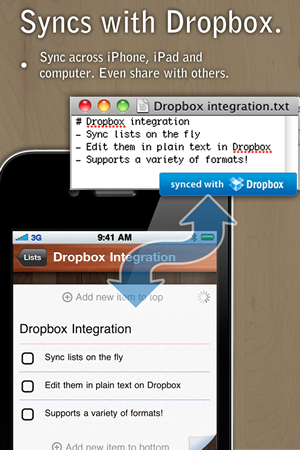 Syncs with Dropbox.
Sync across iPhone, iPad and
computer. Even share with others.
Dropbox integration.txt
# Dropbox integration
- Sync lists on the fly
- Edit them in plain text in Dropbox
- Supports a variety of formats!
synced with Dropbox
3G 9:41 AM
Lists Dropbox Integration
Add new item to top
Dropbox Integration
Sync lists on the fly
Edit them in plain text on Dropbox
Supports a variety of formats!
Add new item to bottom